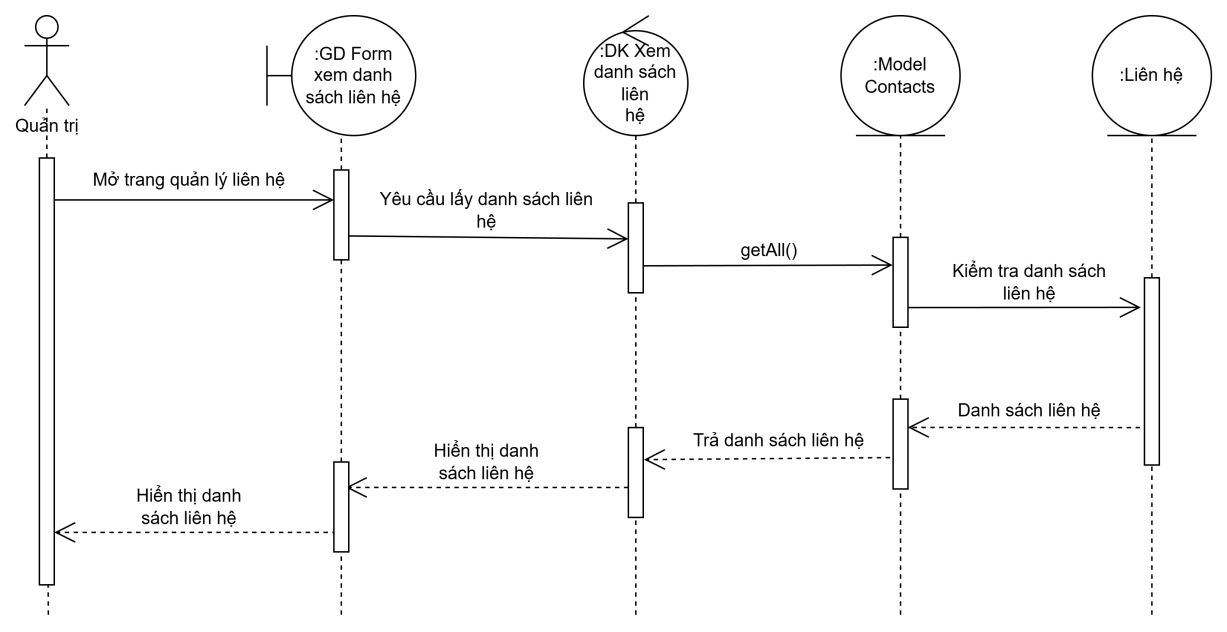 Quản trị
:GD Form
xem danh
sách liên hệ
:DK Xem
danh sách
liên
hệ
:Model
Contacts
:Liên hệ
Mở trang quản lý liên hệ
Yêu cầu lấy danh sách liên
hệ
getAll()
Kiểm tra danh sách
liên hệ
Danh sách liên hệ
Trả danh sách liên hệ
Hiển thị danh
sách liên hệ
Hiển thị danh
sách liên hệ